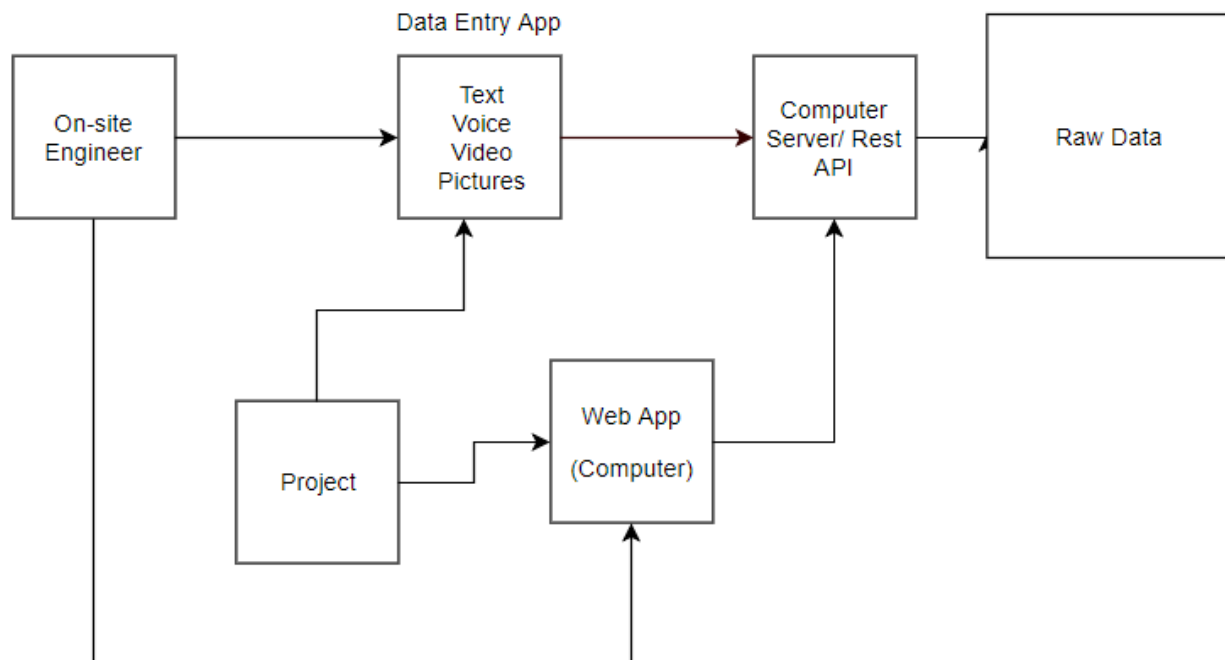 Data Entry App
On-site
Engineer
Text
Voice
Video
Pictures
Computer
Server/ Rest
API
Raw Data
Project
Web App
(Computer)